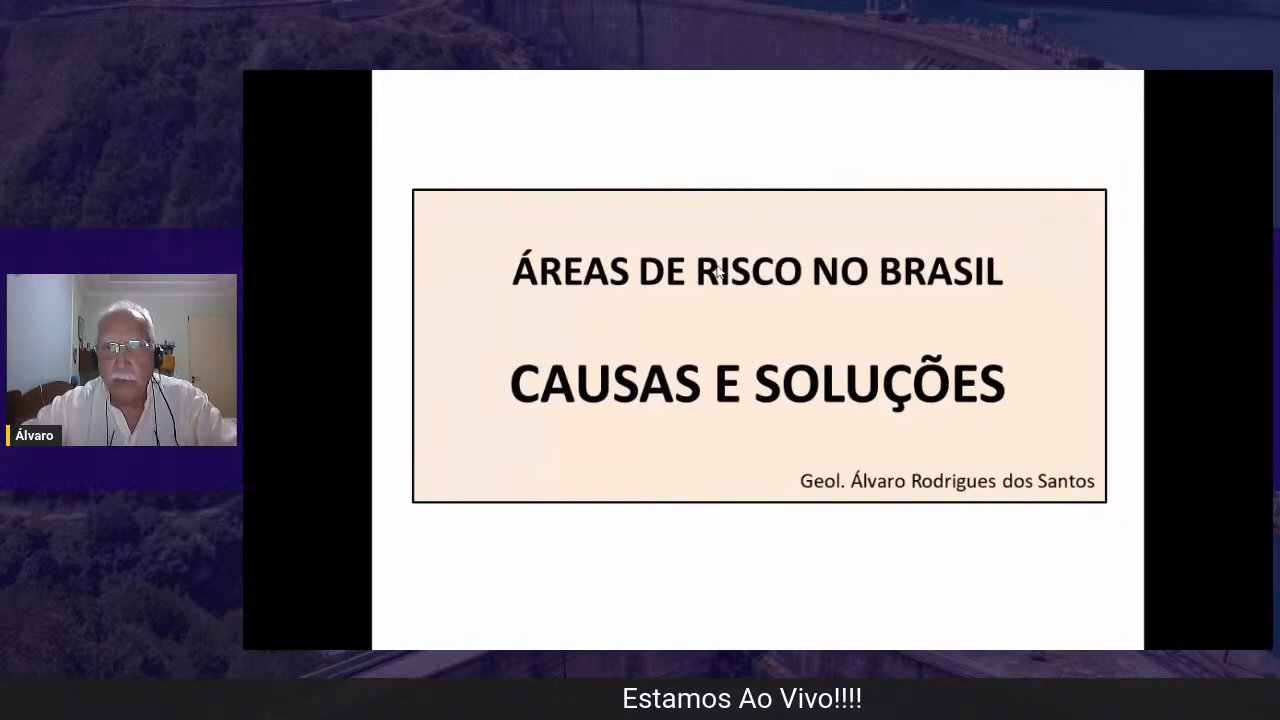 ÁREAS DE RISCO NO BRASIL
CAUSAS E SOLUÇÕES
Geol. Álvaro Rodrigues dos Santos
Álvaro
Estamos Ao Vivo!!!!